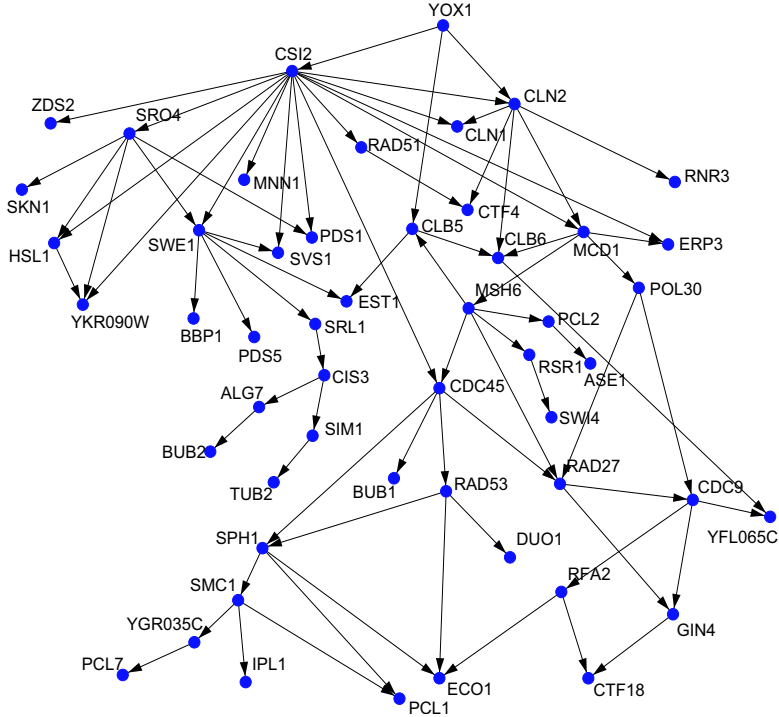 YOX1
CSI2
CLN2
ZDS2
SRO4
CLN1
RAD51
RNR3
MNN1
SKN1
CTF4
PDS1
CLB5
CLB6
MCD1
ERP3
HSL1
SWE1
SVS1
MSH6
POL30
EST1
YKR090W
BBP1
PDS5
SRL1
PCL2
RSR1
ASE1
CIS3
ALG7
CDC45
SWI4
SIM1
BUB2
TUB2
BUB1
RAD53
RAD27
CDC9
YFL065C
SPH1
DUO1
RFA2
SMC1
YGR035C
GIN4
PCL7
IPL1
PCL1
ECO1
CTF18